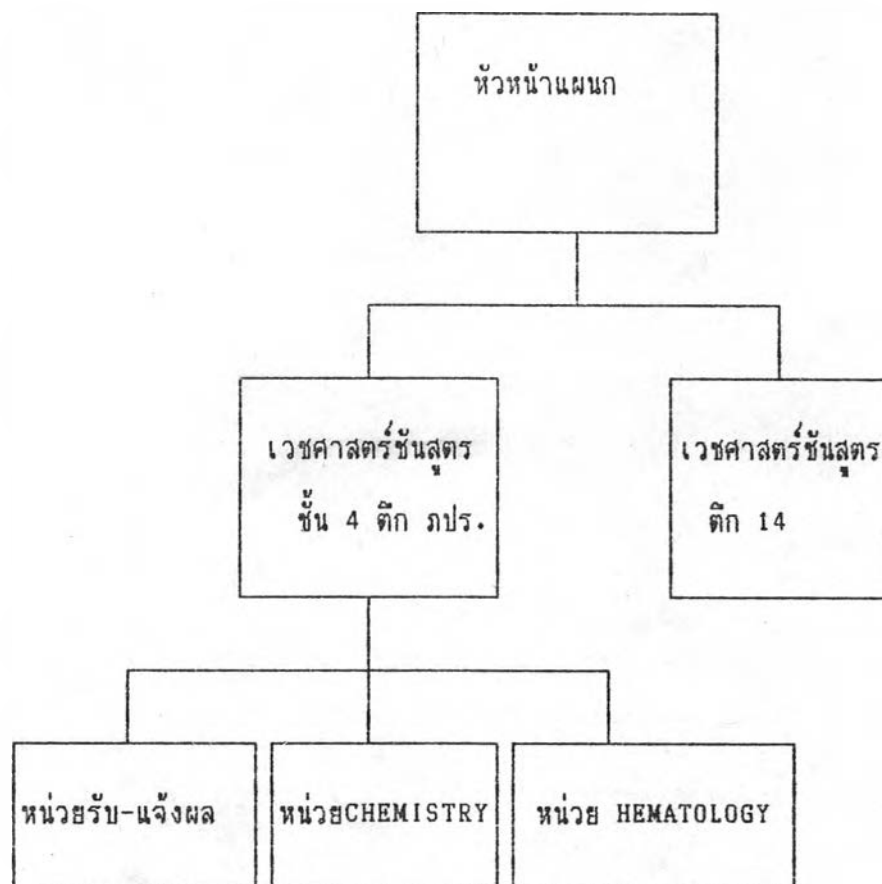 หัวหน้าแผนก
เวชศาสตร์ชันสูตร
ชั้น 4 ตึก ภปร.
เวชศาสตร์ชันสูตร
ตึก 14
หน่วยรับ-แจ้งผล
หน่วยCHEMISTRY
หน่วย HEMATOLOGY